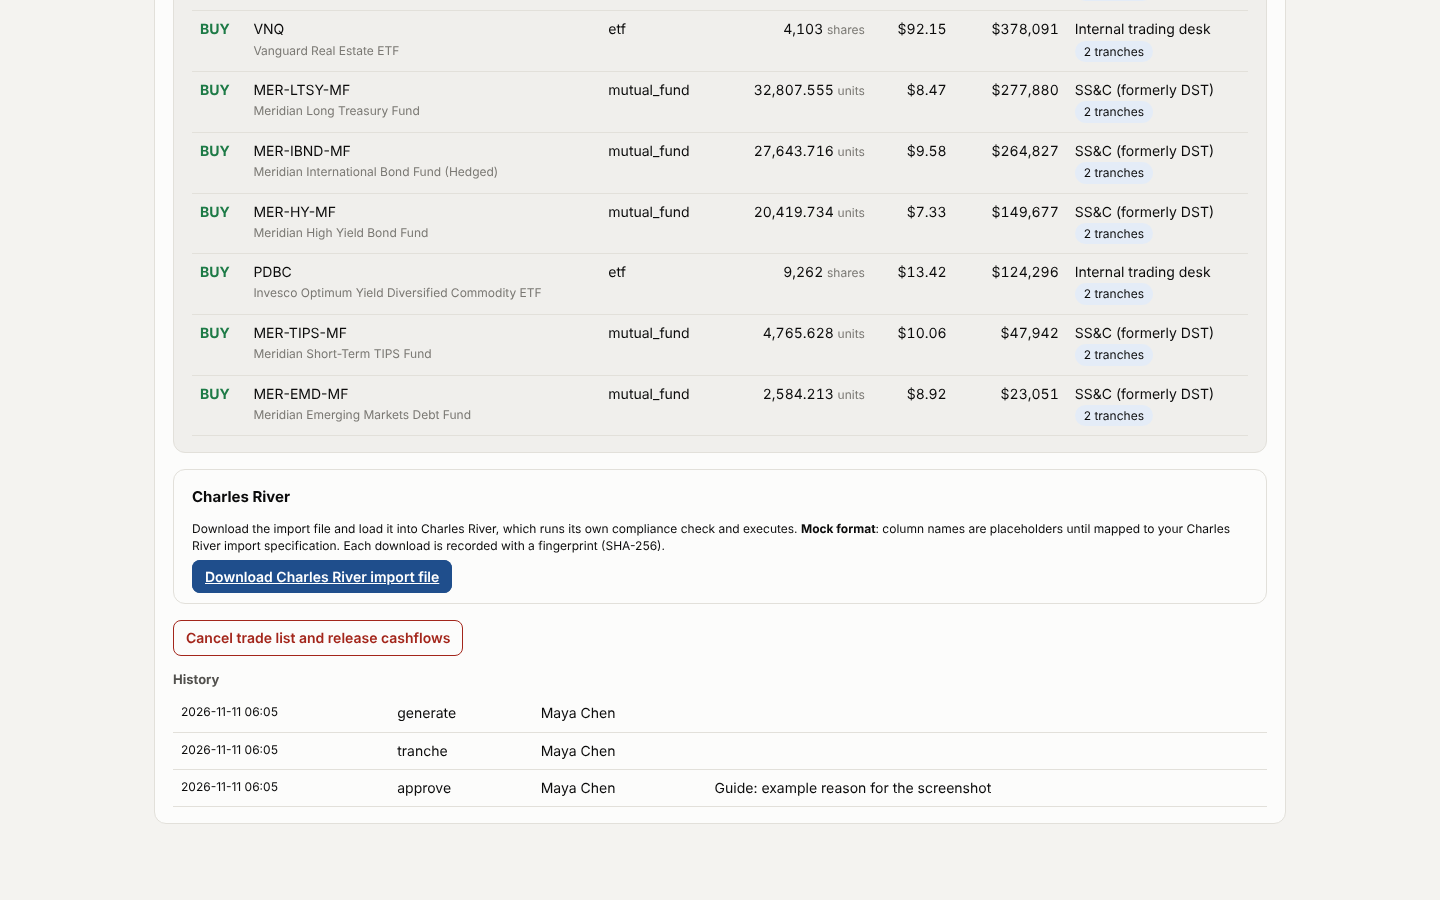 BUY VNQ etf 4,103 shares $92.15 $378,091 Internal trading desk
Vanguard Real Estate ETF 2 tranches
BUY MER-LTSY-MF mutual_fund 32,807.555 units $8.47 $277,880 SS&C (formerly DST)
Meridian Long Treasury Fund 2 tranches
BUY MER-IBND-MF mutual_fund 27,643.716 units $9.58 $264,827 SS&C (formerly DST)
Meridian International Bond Fund (Hedged) 2 tranches
BUY MER-HY-MF mutual_fund 20,419.734 units $7.33 $149,677 SS&C (formerly DST)
Meridian High Yield Bond Fund 2 tranches
BUY PDBC etf 9,262 shares $13.42 $124,296 Internal trading desk
Invesco Optimum Yield Diversified Commodity ETF 2 tranches
BUY MER-TIPS-MF mutual_fund 4,765.628 units $10.06 $47,942 SS&C (formerly DST)
Meridian Short-Term TIPS Fund 2 tranches
BUY MER-EMD-MF mutual_fund 2,584.213 units $8.92 $23,051 SS&C (formerly DST)
Meridian Emerging Markets Debt Fund 2 tranches
Charles River
Download the import file and load it into Charles River, which runs its own compliance check and executes. Mock format: column names are placeholders until mapped to your Charles
River import specification. Each download is recorded with a fingerprint (SHA-256).
Download Charles River import file
Cancel trade list and release cashflows
History
2026-11-11 06:05 generate Maya Chen
2026-11-11 06:05 tranche Maya Chen
2026-11-11 06:05 approve Maya Chen Guide: example reason for the screenshot